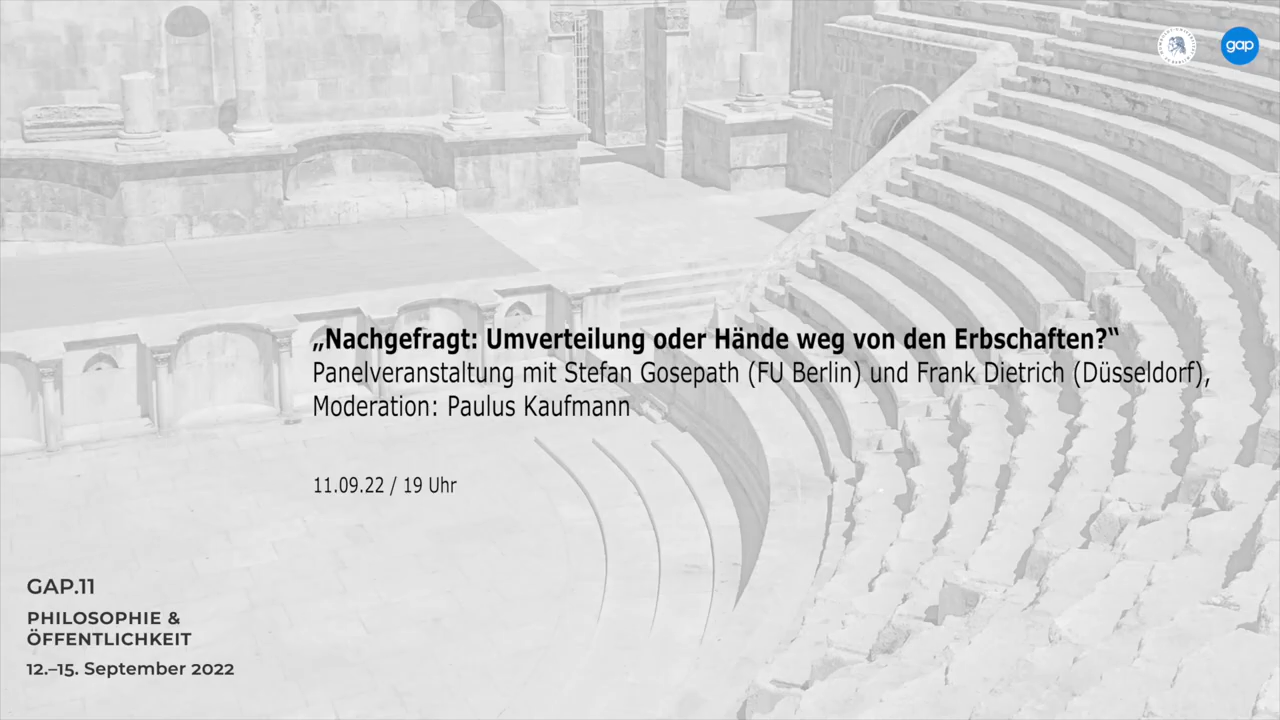 gap
„Nachgefragt: Umverteilung oder Hände weg von den Erbschaften?“
Panelveranstaltung mit Stefan Gosepath (FU Berlin) und Frank Dietrich (Düsseldorf),
Moderation: Paulus Kaufmann
11.09.22 / 19 Uhr
GAP.11
PHILOSOPHIE &
ÖFFENTLICHKEIT
12.–15. September 2022